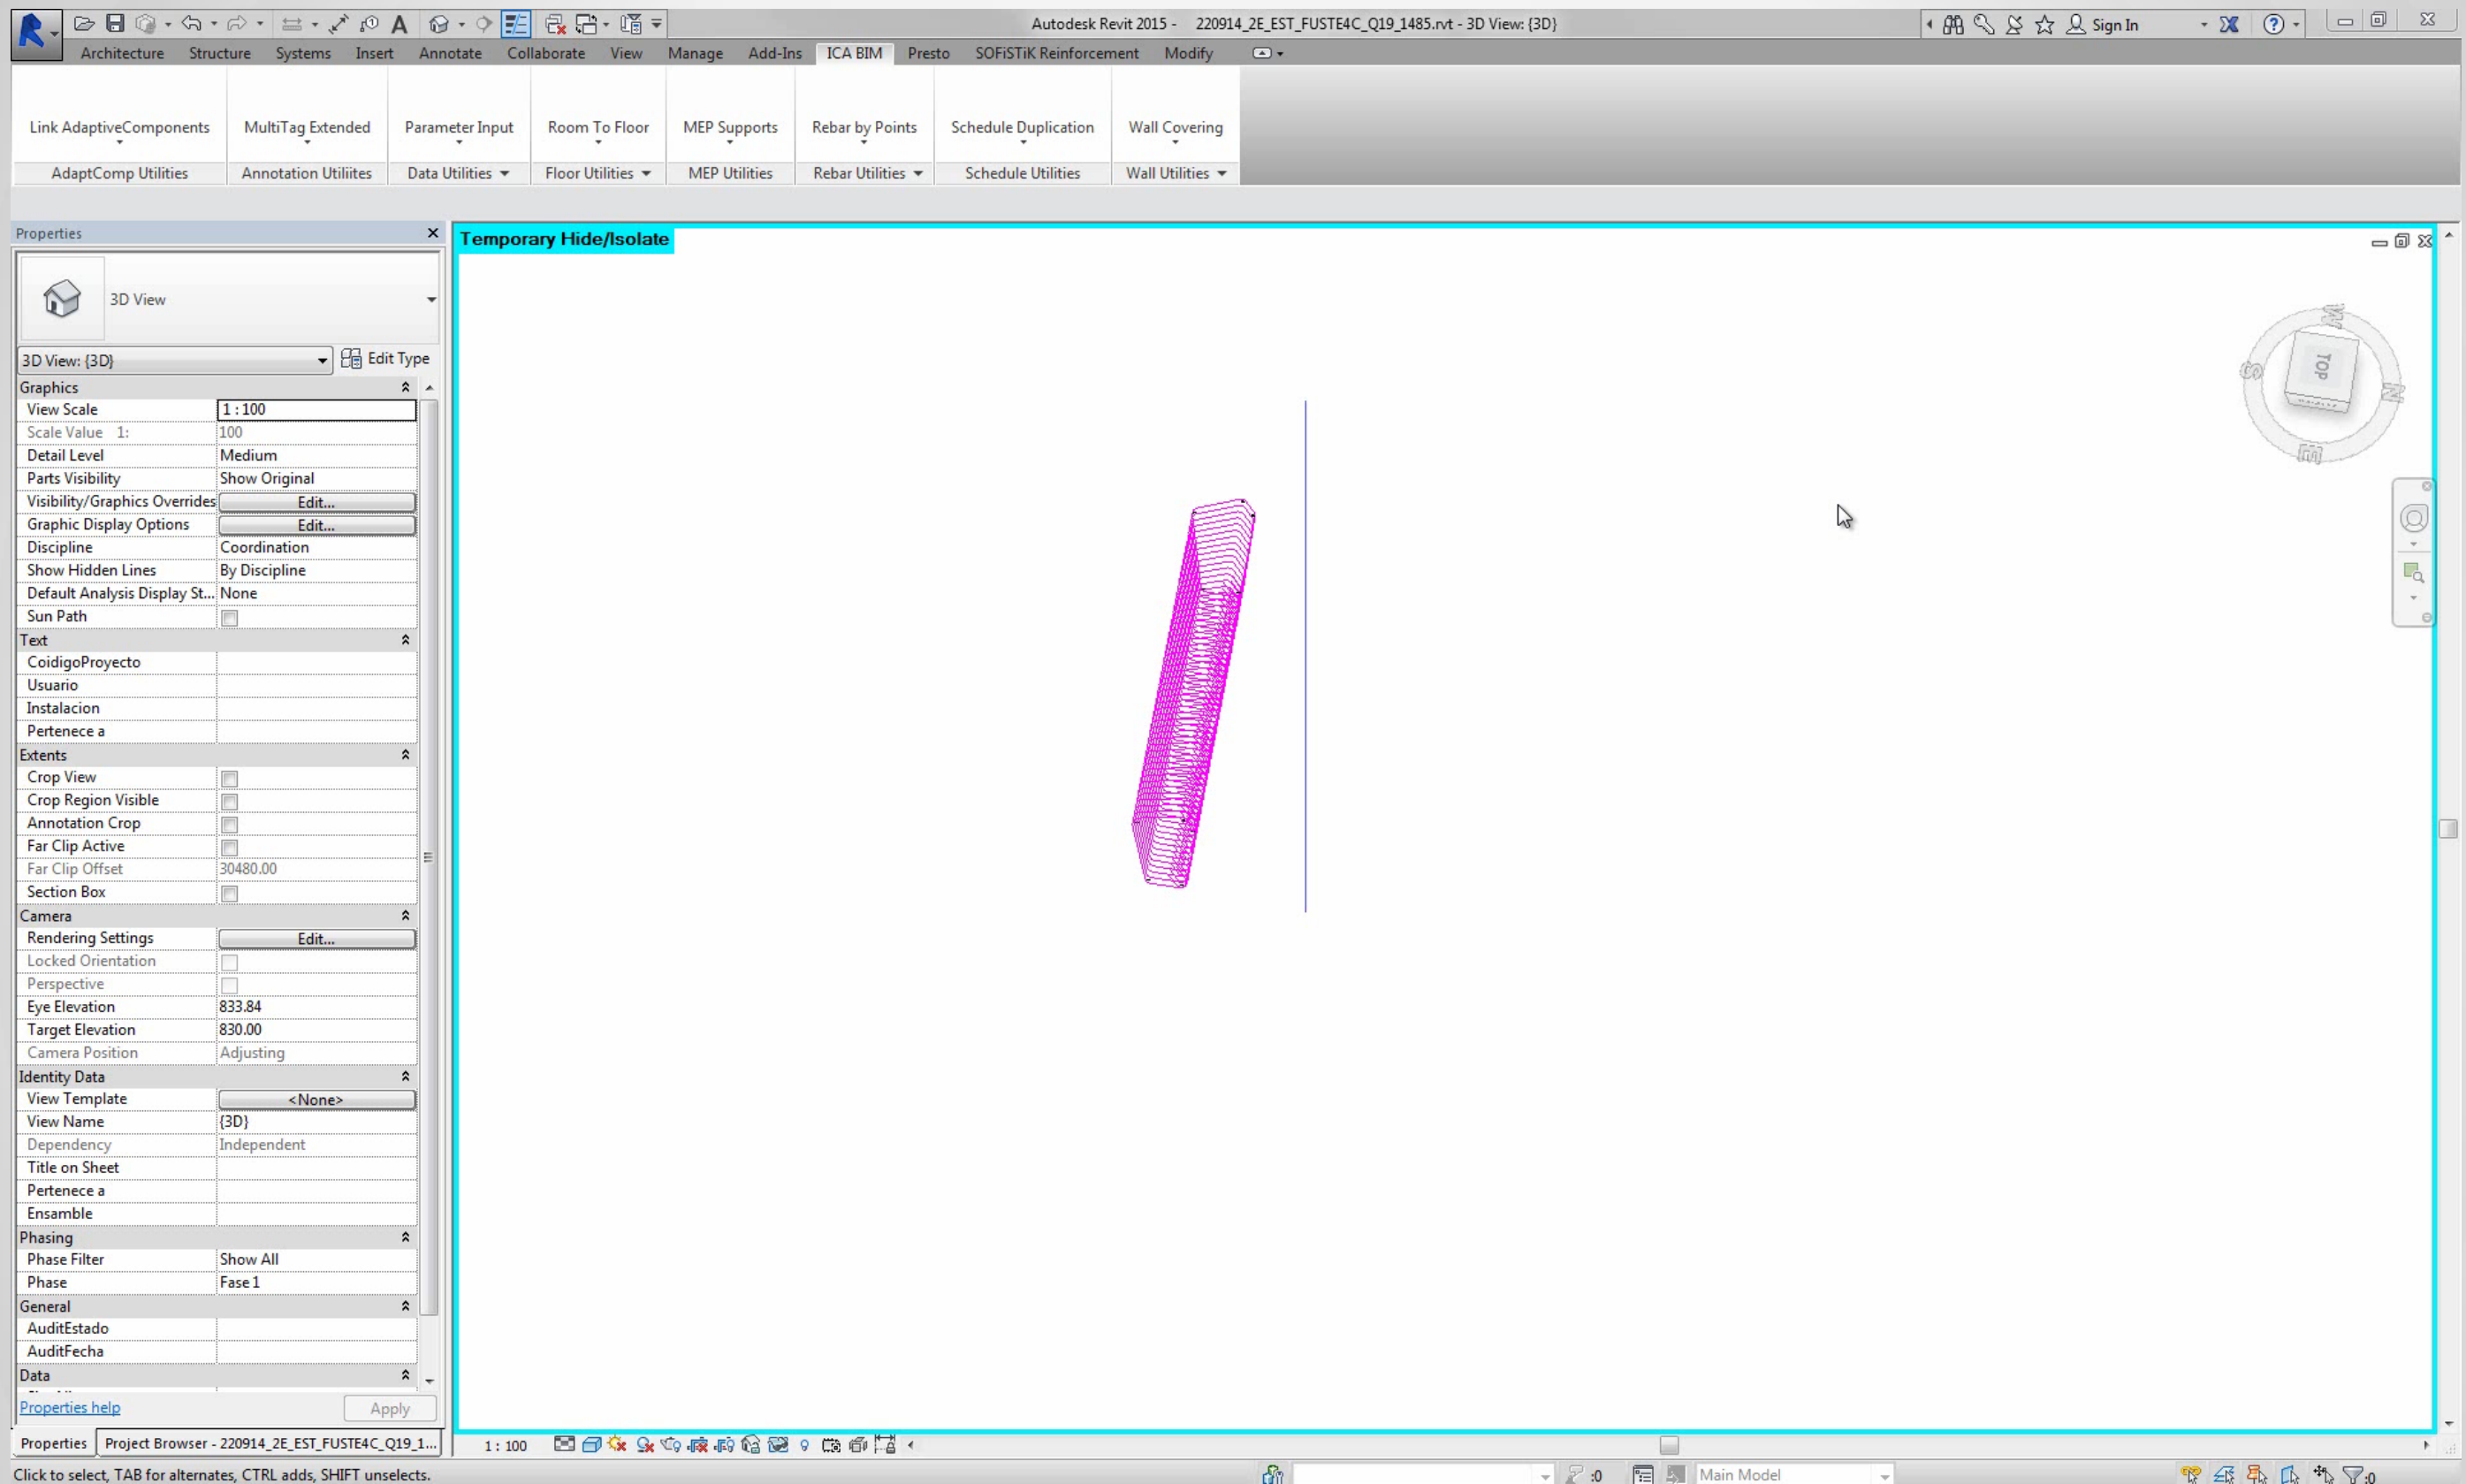 Autodesk Revit 2015 - 220914_2E_EST_FUSTE4C_Q19_1485.rvt - 3D View: {3D}
Sign In
Architecture Structure Systems Insert Annotate Collaborate View Manage Add-Ins ICA BIM Presto SOFiSTiK Reinforcement Modify
Link AdaptiveComponents MultiTag Extended Parameter Input Room To Floor MEP Supports Rebar by Points Schedule Duplication Wall Covering
AdaptComp Utilities Annotation Utiliites Data Utilities Floor Utilities MEP Utilities Rebar Utilities Schedule Utilities Wall Utilities
Properties
Temporary Hide/Isolate
3D View
3D View: {3D} Edit Type
Graphics
View Scale 1 : 100
Scale Value 1: 100
Detail Level Medium
Parts Visibility Show Original
Visibility/Graphics Overrides Edit...
Graphic Display Options Edit...
Discipline Coordination
Show Hidden Lines By Discipline
Default Analysis Display St... None
Sun Path
Text
CoidigoProyecto
Usuario
Instalacion
Pertenece a
Extents
Crop View
Crop Region Visible
Annotation Crop
Far Clip Active
Far Clip Offset 30480.00
Section Box
Camera
Rendering Settings Edit...
Locked Orientation
Perspective
Eye Elevation 833.84
Target Elevation 830.00
Camera Position Adjusting
Identity Data
View Template <None>
View Name {3D}
Dependency Independent
Title on Sheet
Pertenece a
Ensamble
Phasing
Phase Filter Show All
Phase Fase 1
General
AuditEstado
AuditFecha
Data
Properties help Apply
Properties Project Browser - 220914_2E_EST_FUSTE4C_Q19_1...
1 : 100
Click to select, TAB for alternates, CTRL adds, SHIFT unselects.
:0 Main Model :0
W
S
TOP
N
E